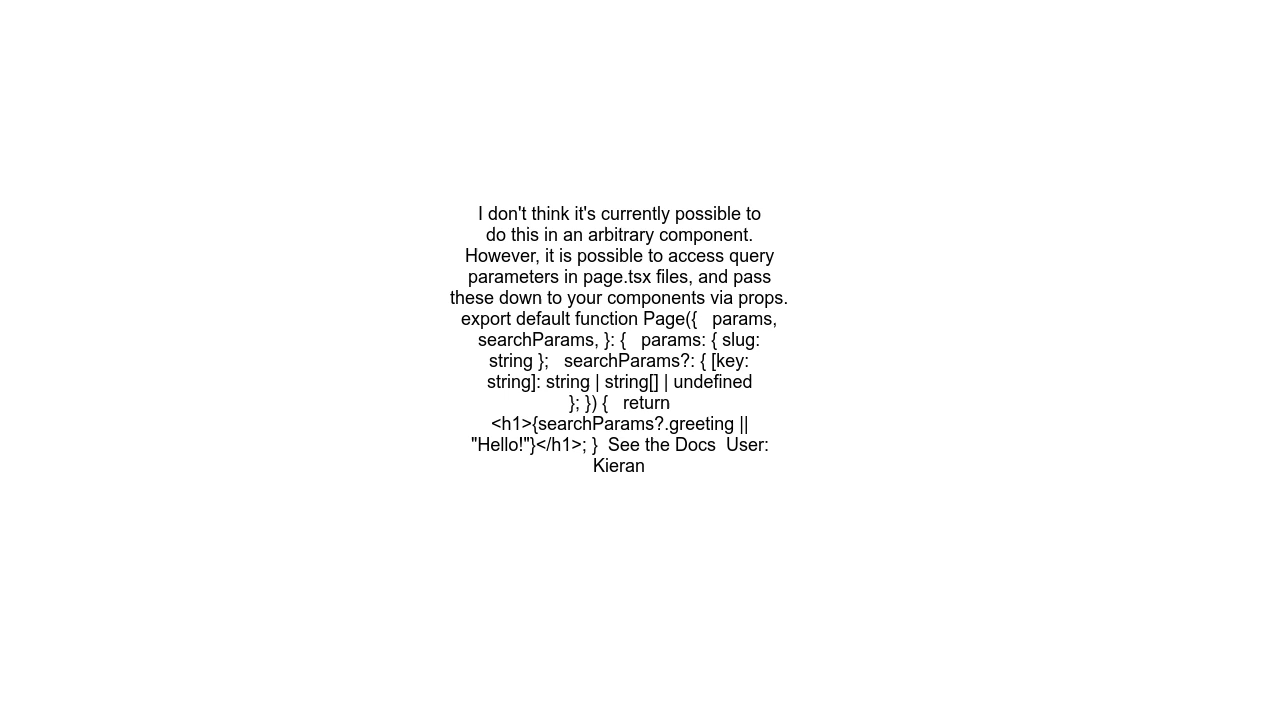 I don't think it's currently possible to
do this in an arbitrary component.
However, it is possible to access query
parameters in page.tsx files, and pass
these down to your components via props.
export default function Page({   params,
searchParams, }: {   params: { slug:
string };   searchParams?: { [key:
string]: string | string[] | undefined
}; }) {   return
<h1>{searchParams?.greeting ||
"Hello!"}</h1>; }  See the Docs  User:
Kieran